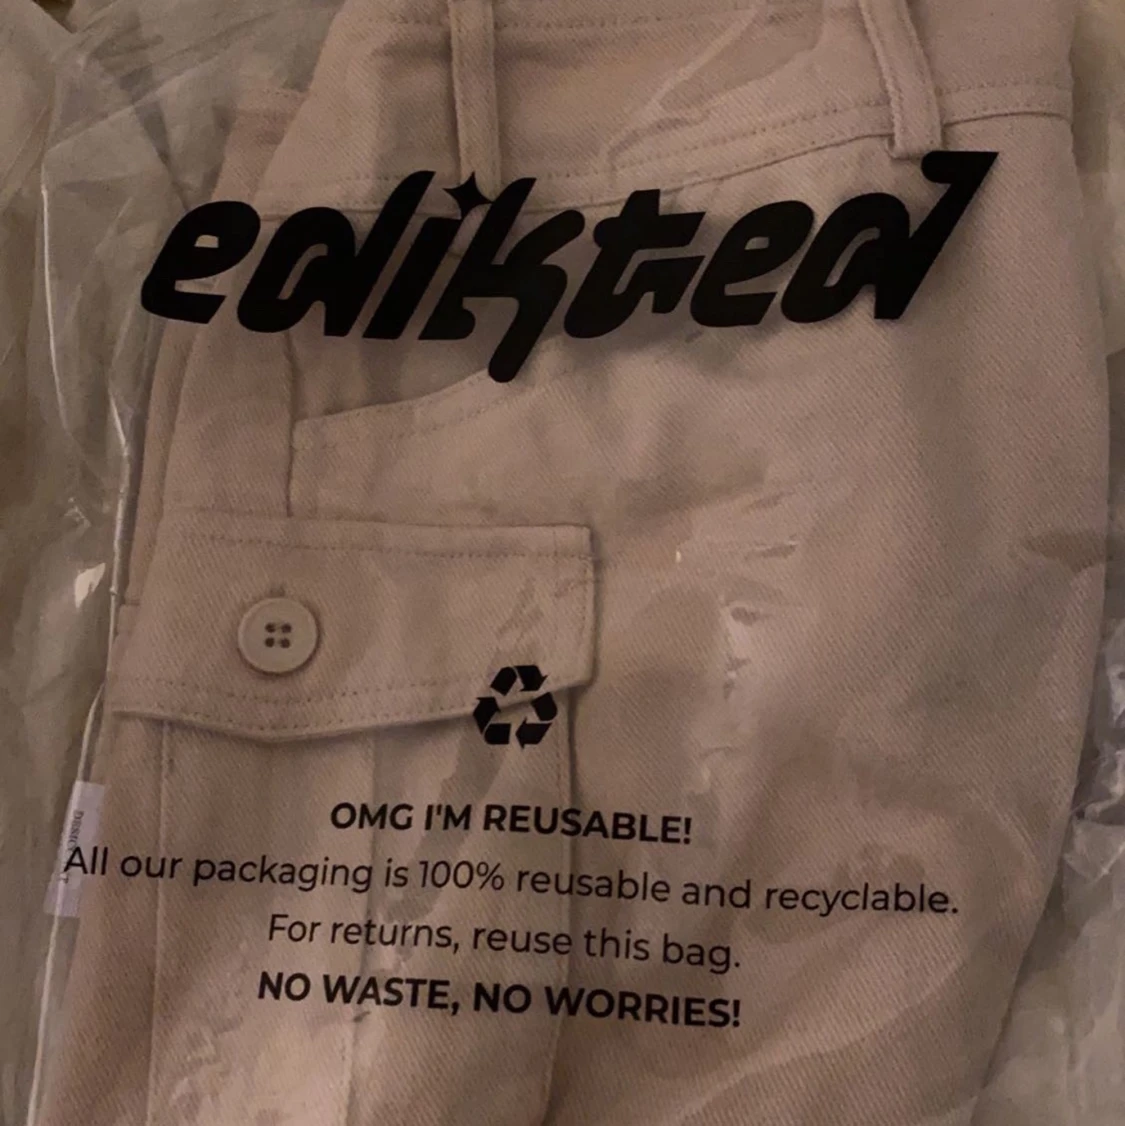 edikted
OMG I'M REUSABLE!
All our packaging is 100% reusable and recyclable.
For returns, reuse this bag.
NO WASTE, NO WORRIES!